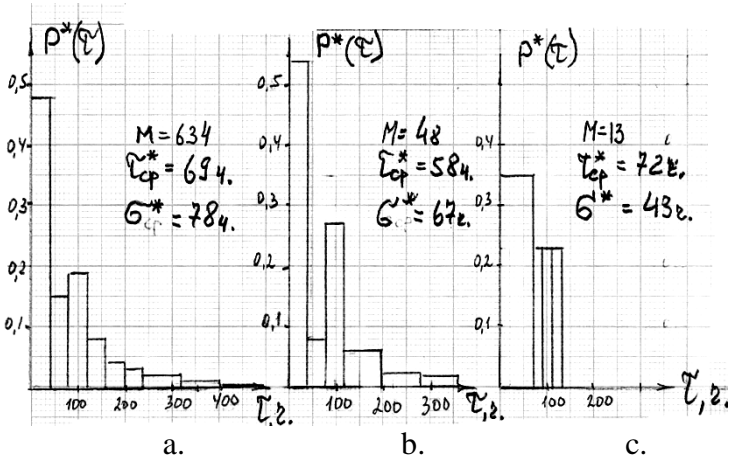 P*(τ)
0,5
0,4
0,3
0,2
0,1
M=634
τ*ср = 69ч.
σ* = 78ч.
100 200 300 400 τ,г.
a.
P*(τ)
0,5
0,4
0,3
0,2
0,1
M=48
τ*ср = 58ч.
σ* = 67г.
100 200 300 τ,г.
b.
P*(τ)
0,4
0,3
0,2
0,1
M=13
τ*ср = 72г.
σ* = 43г.
100 200 τ,г.
c.